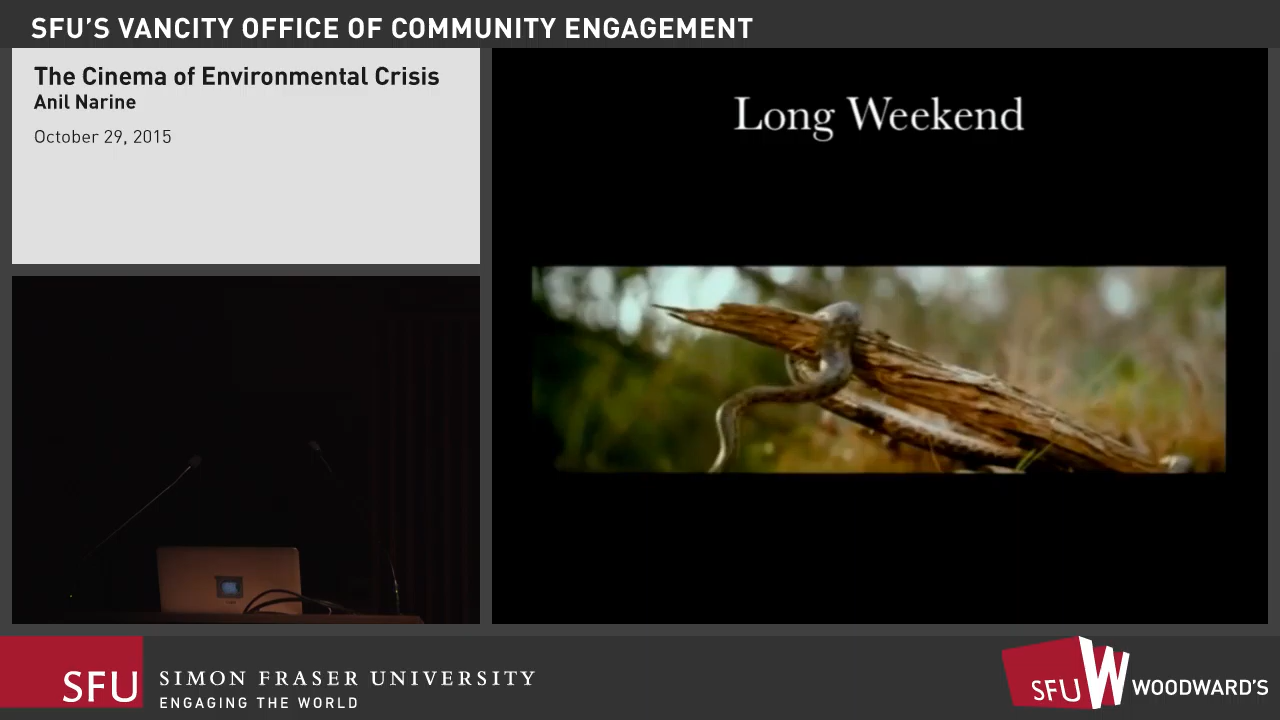 SFU'S VANCITY OFFICE OF COMMUNITY ENGAGEMENT
The Cinema of Environmental Crisis
Anil Narine
October 29, 2015
Long Weekend
SFU SIMON FRASER UNIVERSITY
ENGAGING THE WORLD
SFU W WOODWARD'S